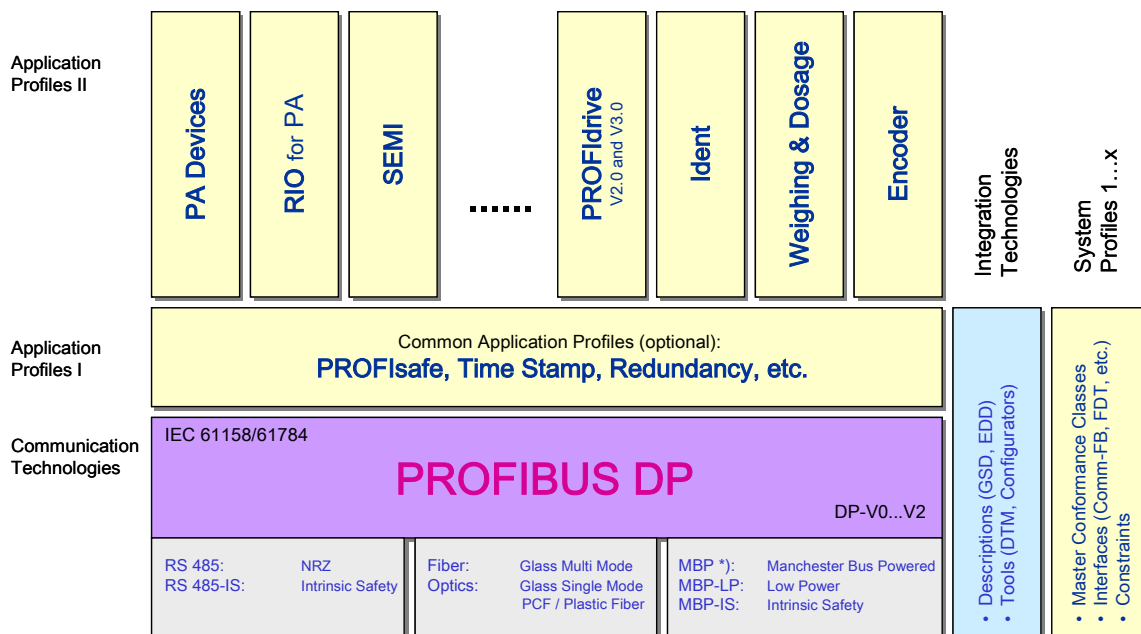 Application
Profiles II
PA Devices
RIO for PA
SEMI
.......
PROFIdrive
V2.0 and V3.0
Ident
Weighing & Dosage
Encoder
Integration
Technologies
System
Profiles 1...x
Application
Profiles I
Common Application Profiles (optional):
PROFIsafe, Time Stamp, Redundancy, etc.
Communication
Technologies
IEC 61158/61784
PROFIBUS DP
DP-V0...V2
RS 485: NRZ
RS 485-IS: Intrinsic Safety
Fiber: Glass Multi Mode
Optics: Glass Single Mode
PCF / Plastic Fiber
MBP *): Manchester Bus Powered
MBP-LP: Low Power
MBP-IS: Intrinsic Safety
• Descriptions (GSD, EDD)
• Tools (DTM, Configurators)
• Master Conformance Classes
• Interfaces (Comm-FB, FDT, etc.)
• Constraints